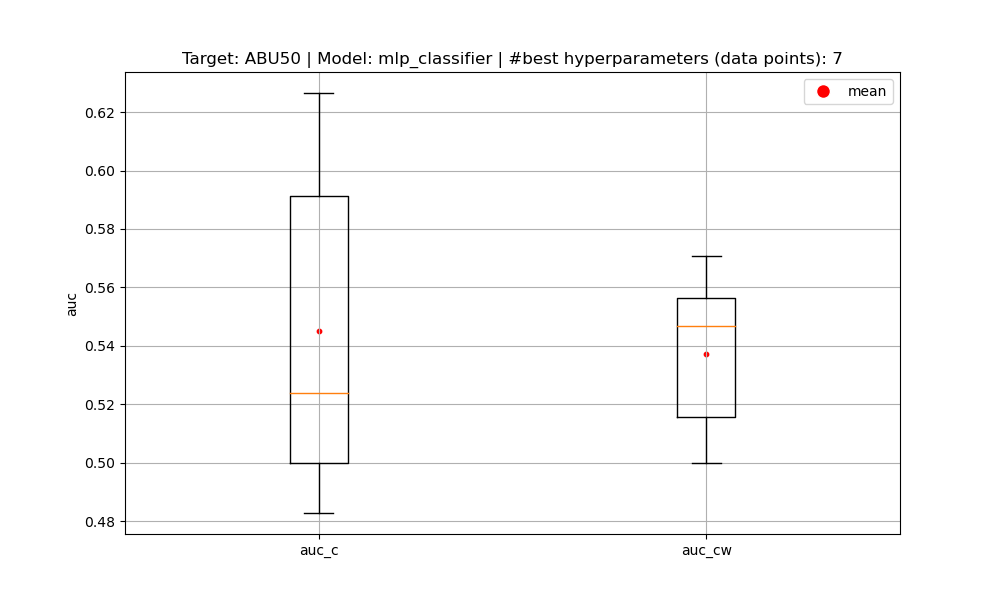 Target: ABU50 | Model: mlp_classifier | #best hyperparameters (data points): 7
mean
0.62
0.60
0.58
0.56
0.54
0.52
0.50
0.48
auc
auc_c
auc_cw